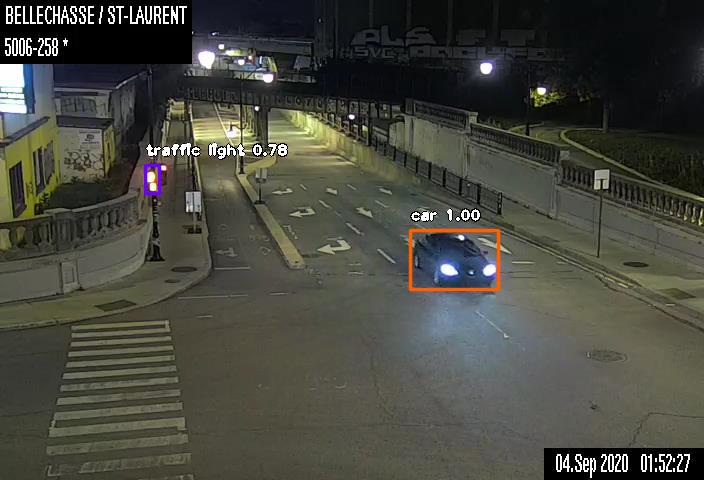 BELLECHASSE / ST-LAURENT
5006-258 *
traffic light 0.78
car 1.00
04.Sep 2020 01:52:27